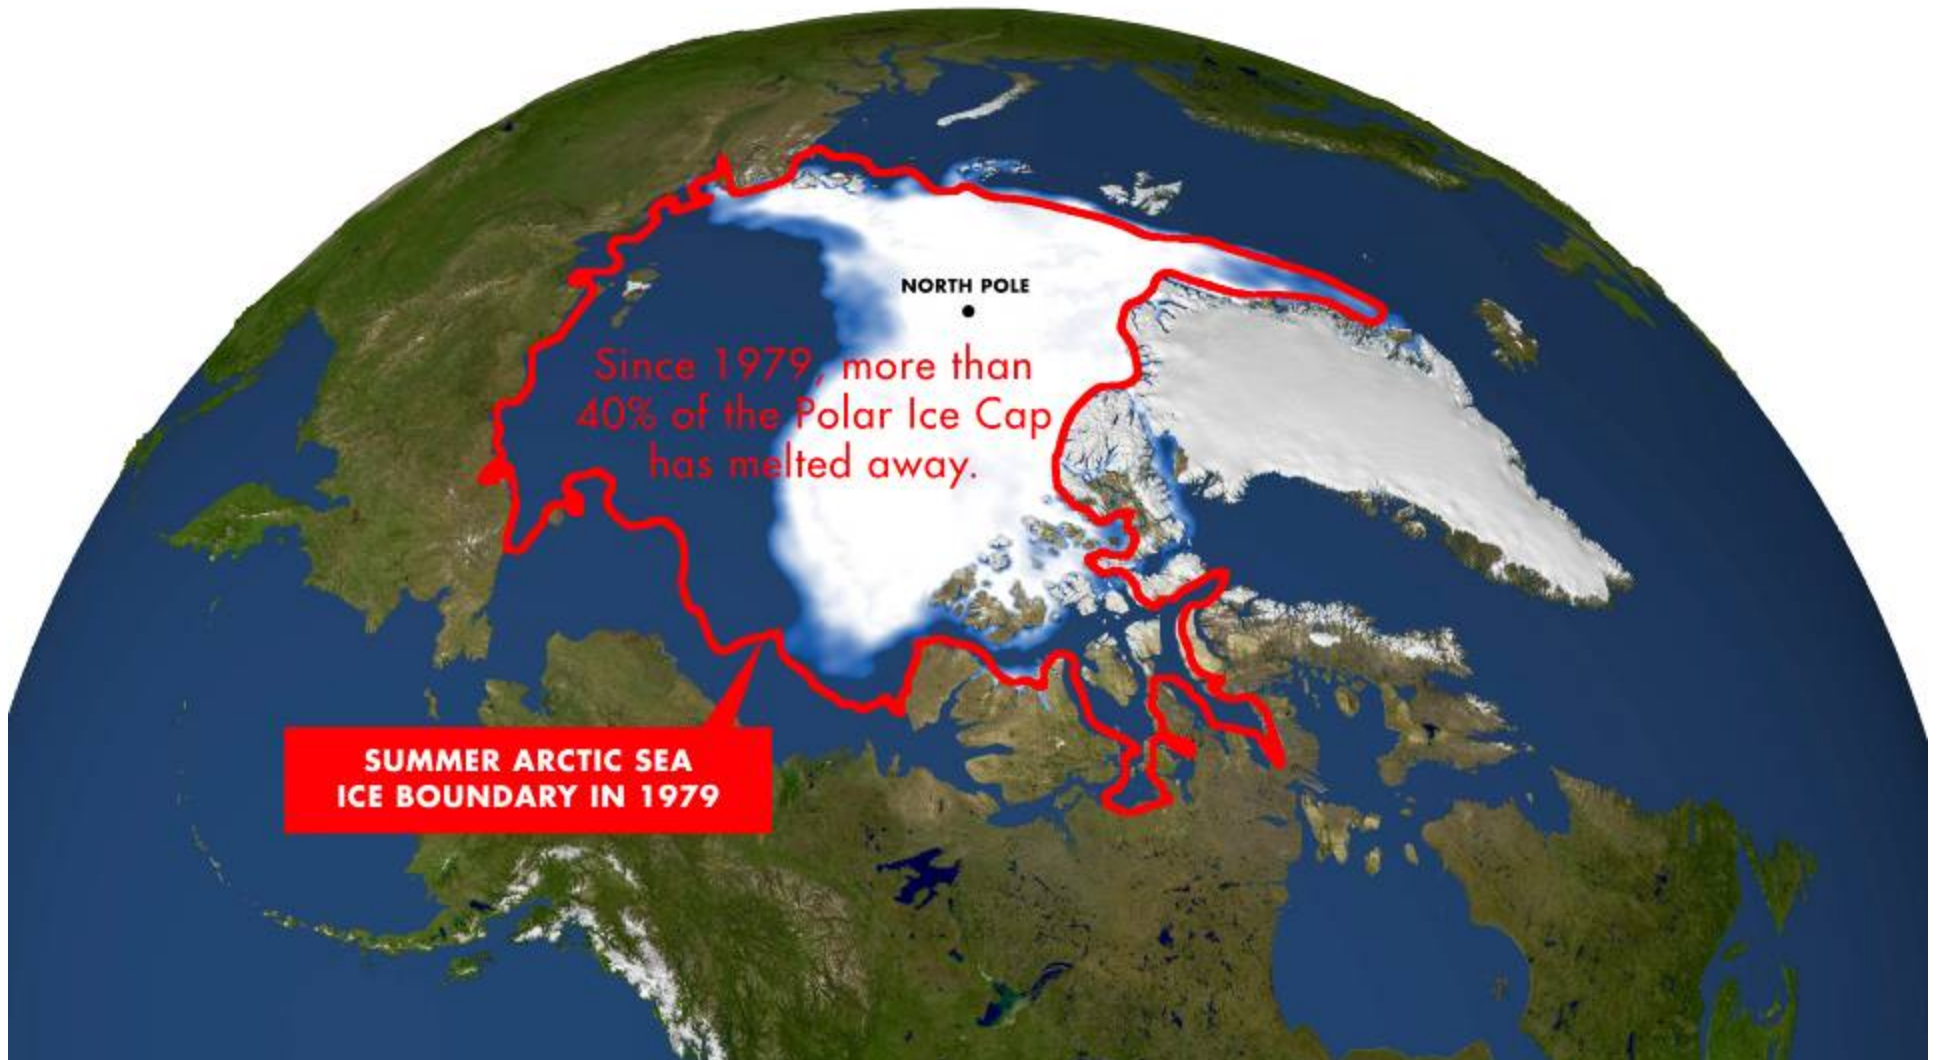 NORTH POLE
Since 1979, more than
40% of the Polar Ice Cap
has melted away.
SUMMER ARCTIC SEA
ICE BOUNDARY IN 1979